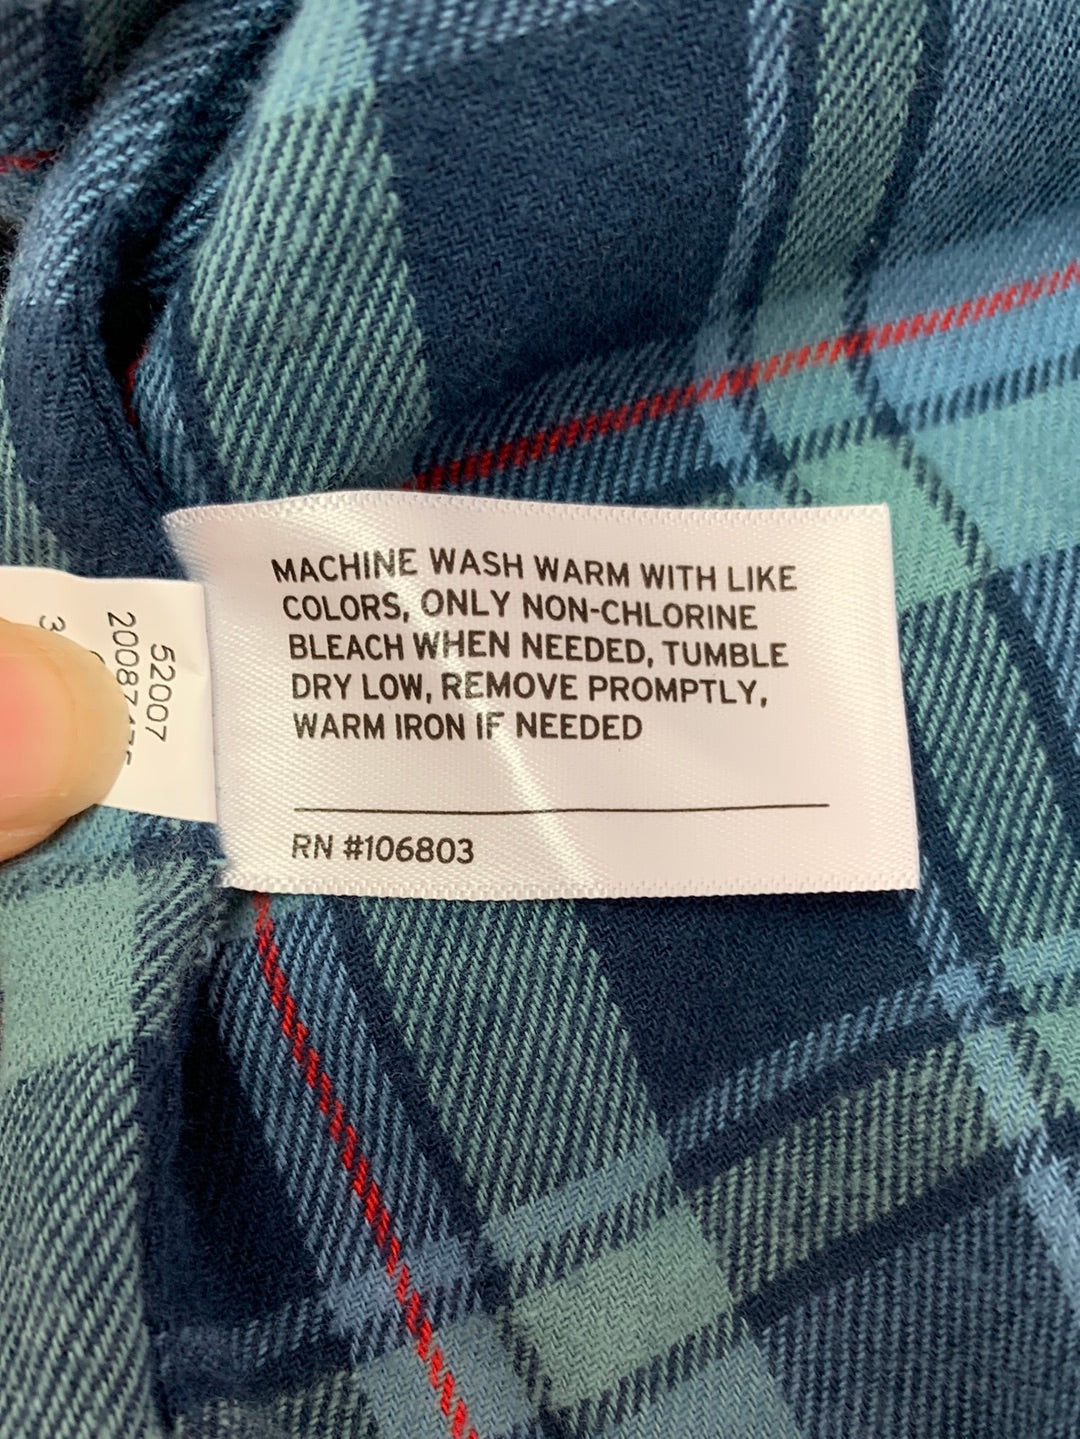 MACHINE WASH WARM WITH LIKE
COLORS, ONLY NON-CHLORINE
BLEACH WHEN NEEDED, TUMBLE
DRY LOW, REMOVE PROMPTLY,
WARM IRON IF NEEDED
RN #106803
52007